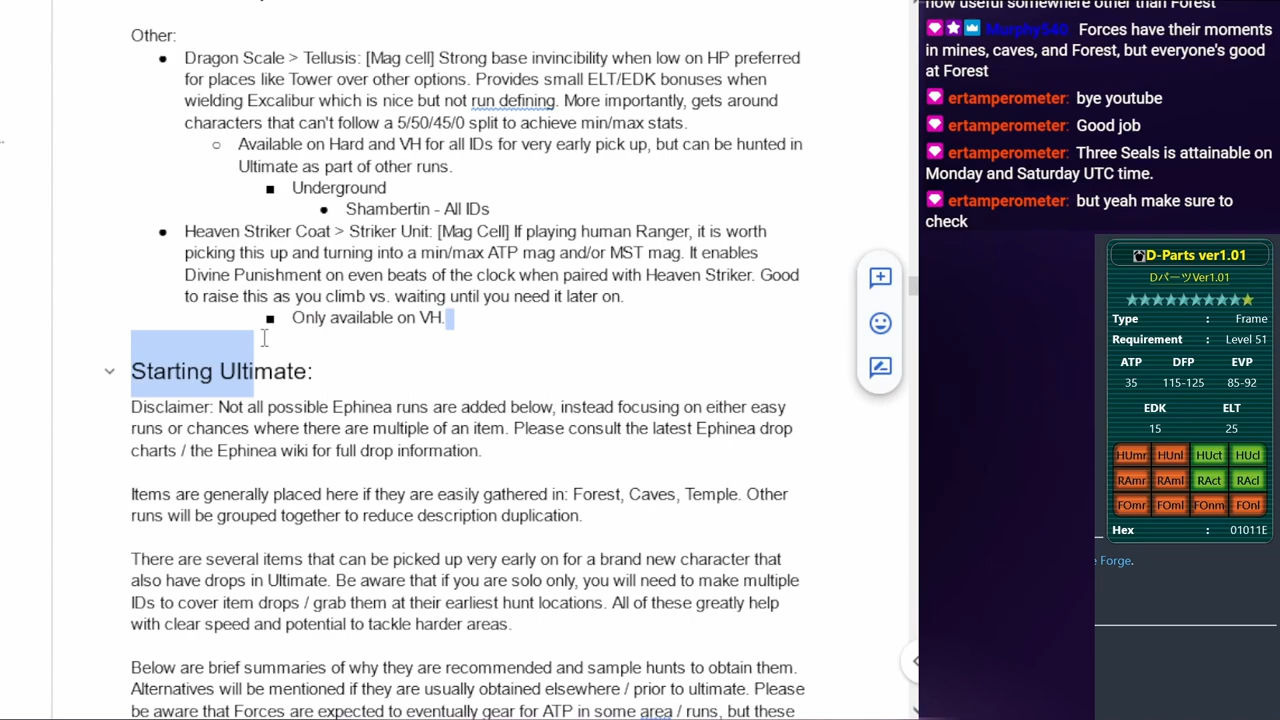 Other:
● Dragon Scale > Tellusis: [Mag cell] Strong base invincibility when low on HP preferred
for places like Tower over other options. Provides small ELT/EDK bonuses when
wielding Excalibur which is nice but not run defining. More importantly, gets around
characters that can't follow a 5/50/45/0 split to achieve min/max stats.
○ Available on Hard and VH for all IDs for very early pick up, but can be hunted in
Ultimate as part of other runs.
■ Underground
● Shambertin - All IDs
● Heaven Striker Coat > Striker Unit: [Mag Cell] If playing human Ranger, it is worth
picking this up and turning into a min/max ATP mag and/or MST mag. It enables
Divine Punishment on even beats of the clock when paired with Heaven Striker. Good
to raise this as you climb vs. waiting until you need it later on.
■ Only available on VH.
Starting Ultimate:
Disclaimer: Not all possible Ephinea runs are added below, instead focusing on either easy
runs or chances where there are multiple of an item. Please consult the latest Ephinea drop
charts / the Ephinea wiki for full drop information.
Items are generally placed here if they are easily gathered in: Forest, Caves, Temple. Other
runs will be grouped together to reduce description duplication.
There are several items that can be picked up very early on for a brand new character that
also have drops in Ultimate. Be aware that if you are solo only, you will need to make multiple
IDs to cover item drops / grab them at their earliest hunt locations. All of these greatly help
with clear speed and potential to tackle harder areas.
Below are brief summaries of why they are recommended and sample hunts to obtain them.
Alternatives will be mentioned if they are usually obtained elsewhere / prior to ultimate. Please
be aware that Forces are expected to eventually gear for ATP in some area / runs, but these
now useful somewhere other than Forest
Murphy540 Forces have their moments
in mines, caves, and Forest, but everyone's good
at Forest
ertamperometer: bye youtube
ertamperometer: Good job
ertamperometer: Three Seals is attainable on
Monday and Saturday UTC time.
ertamperometer: but yeah make sure to
check
D-Parts ver1.01
DパーツVer1.01
★★★★★★★★★★
Type : Frame
Requirement : Level 51
ATP DFP EVP
35 115-125 85-92
EDK ELT
15 25
HUmr HUnl HUct HUcl
RAmr RAml RAct RAcl
FOmr FOml FOnm FOnl
Hex : 01011E
e Forge.